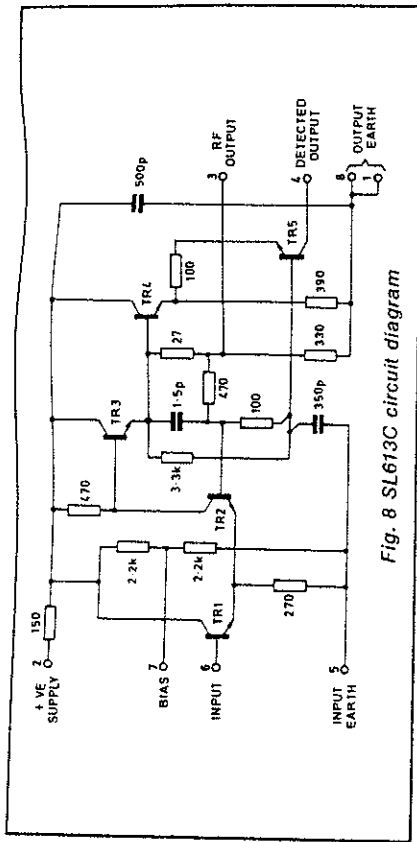 2
+ VE
SUPPLY
150
7
BIAS
6
INPUT
5
INPUT
EARTH
2·2k
2·2k
TR1
270
470
TR2
TR3
3·3k
1·5p
100
350p
470
27
TR4
330
100
390
TR5
500p
RF
OUTPUT
3
DETECTED
OUTPUT
4
OUTPUT
EARTH
8
1
Fig. 8 SL613C circuit diagram